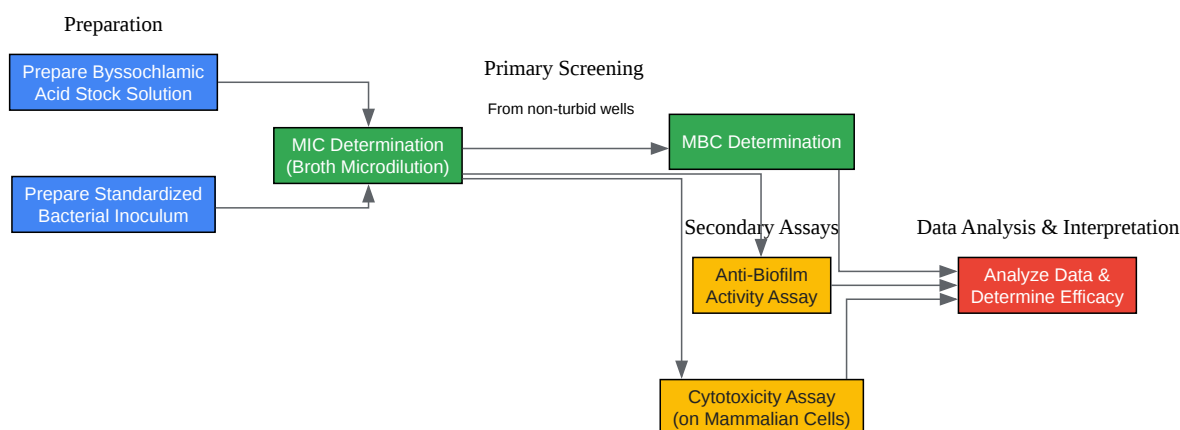 Preparation
Prepare Byssochlamic
Acid Stock Solution
Prepare Standardized
Bacterial Inoculum
Primary Screening
From non-turbid wells
MIC Determination
(Broth Microdilution)
MBC Determination
Secondary Assays
Anti-Biofilm
Activity Assay
Cytotoxicity Assay
(on Mammalian Cells)
Data Analysis & Interpretation
Analyze Data &
Determine Efficacy